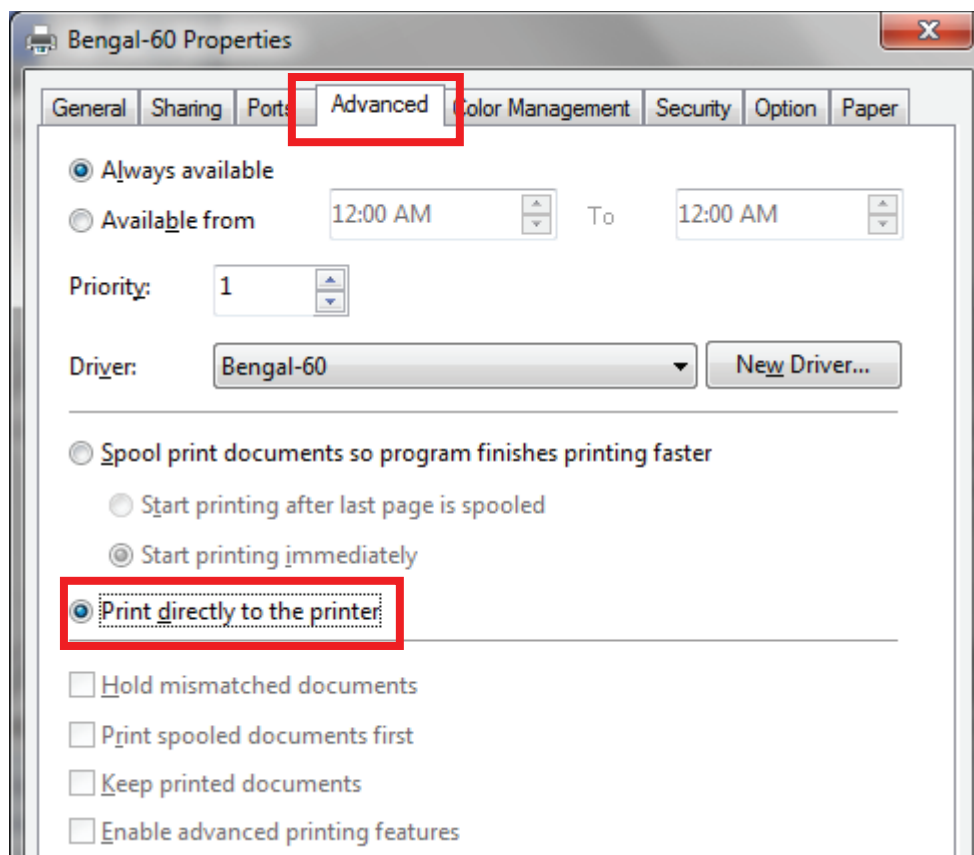 Bengal-60 Properties
General Sharing Ports Advanced Color Management Security Option Paper
Always available
Available from 12:00 AM To 12:00 AM
Priority: 1
Driver: Bengal-60 New Driver...
Spool print documents so program finishes printing faster
Start printing after last page is spooled
Start printing immediately
Print directly to the printer
Hold mismatched documents
Print spooled documents first
Keep printed documents
Enable advanced printing features